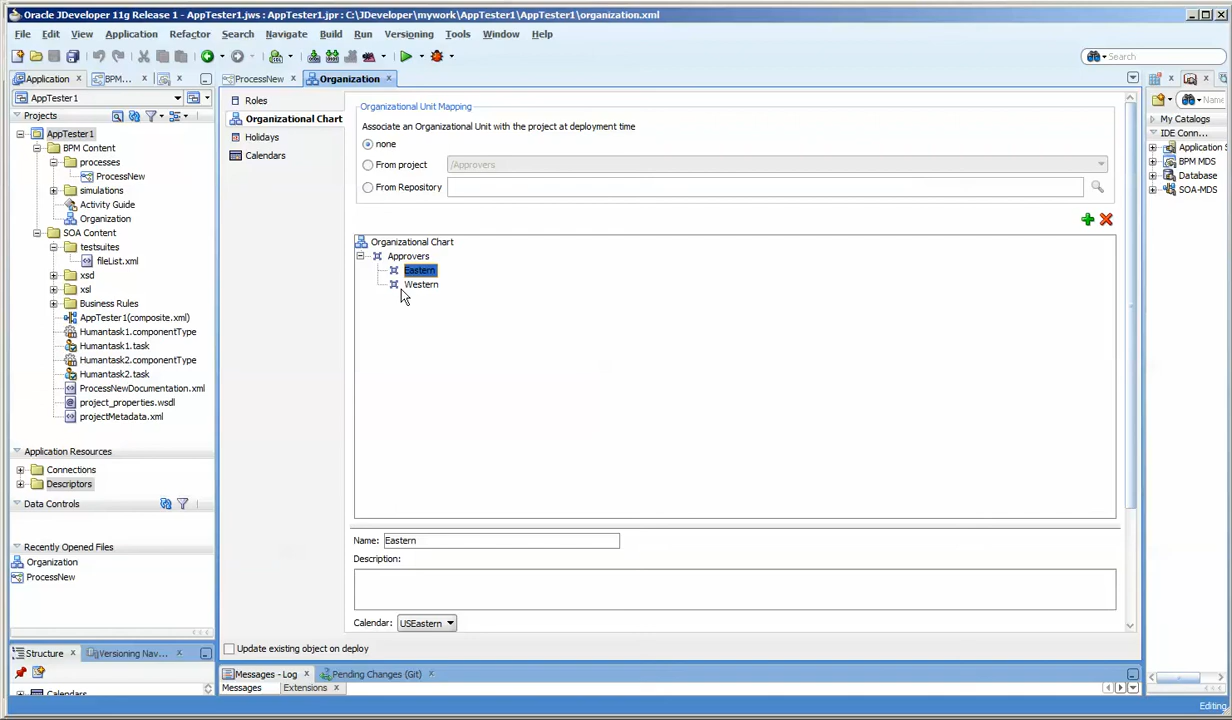 Oracle JDeveloper 11g Release 1 - AppTester1.jws : AppTester1.jpr : C:\JDeveloper\mywork\AppTester1\AppTester1\organization.xml
File Edit View Application Refactor Search Navigate Build Run Versioning Tools Window Help
Search
Application
BPM...
ProcessNew
Organization
AppTester1
Projects
AppTester1
BPM Content
processes
ProcessNew
simulations
Activity Guide
Organization
SOA Content
testsuites
fileList.xml
xsd
xsl
Business Rules
AppTester1(composite.xml)
Humantask1.componentType
Humantask1.task
Humantask2.componentType
Humantask2.task
ProcessNewDocumentation.xml
project_properties.wsdl
projectMetadata.xml
Application Resources
Connections
Descriptors
Data Controls
Recently Opened Files
Organization
ProcessNew
Structure
Versioning Nav...
Calendars
Roles
Organizational Chart
Holidays
Calendars
Organizational Unit Mapping
Associate an Organizational Unit with the project at deployment time
none
From project /Approvers
From Repository
Organizational Chart
Approvers
Eastern
Western
Name: Eastern
Description:
Calendar: USEastern
Update existing object on deploy
Messages - Log
Pending Changes (Git)
Messages
Extensions
Name
My Catalogs
IDE Conn...
Application S
BPM MDS
Database
SOA-MDS
Editing